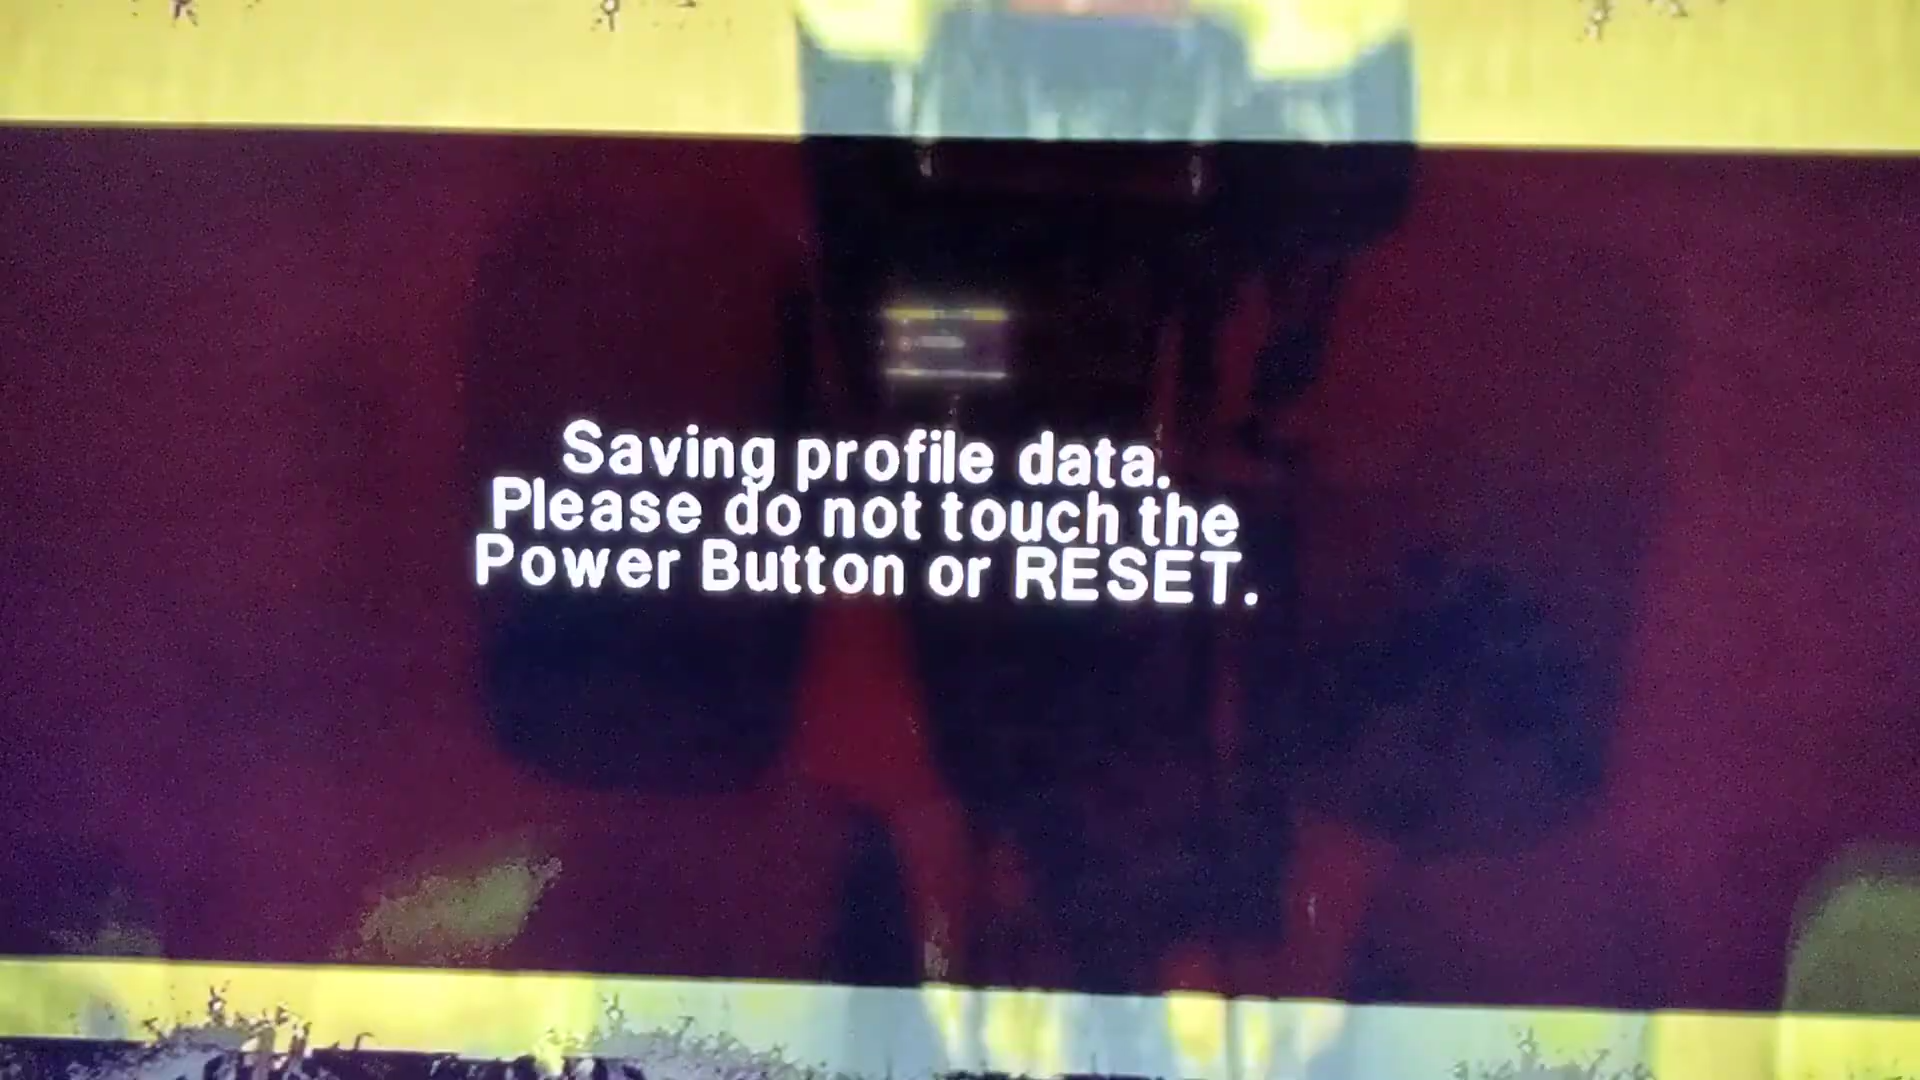 Saving profile data.
Please do not touch the
Power Button or RESET.